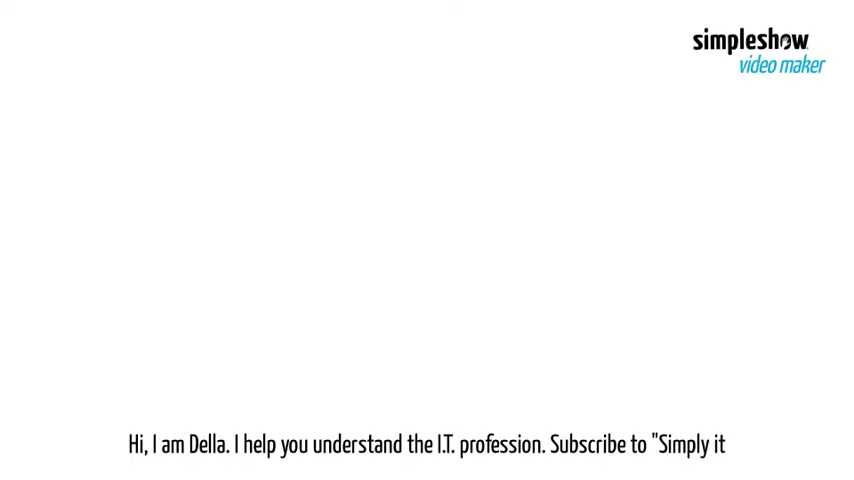 simpleshow
video maker
Hi, I am Della. I help you understand the I.T. profession. Subscribe to "Simply it